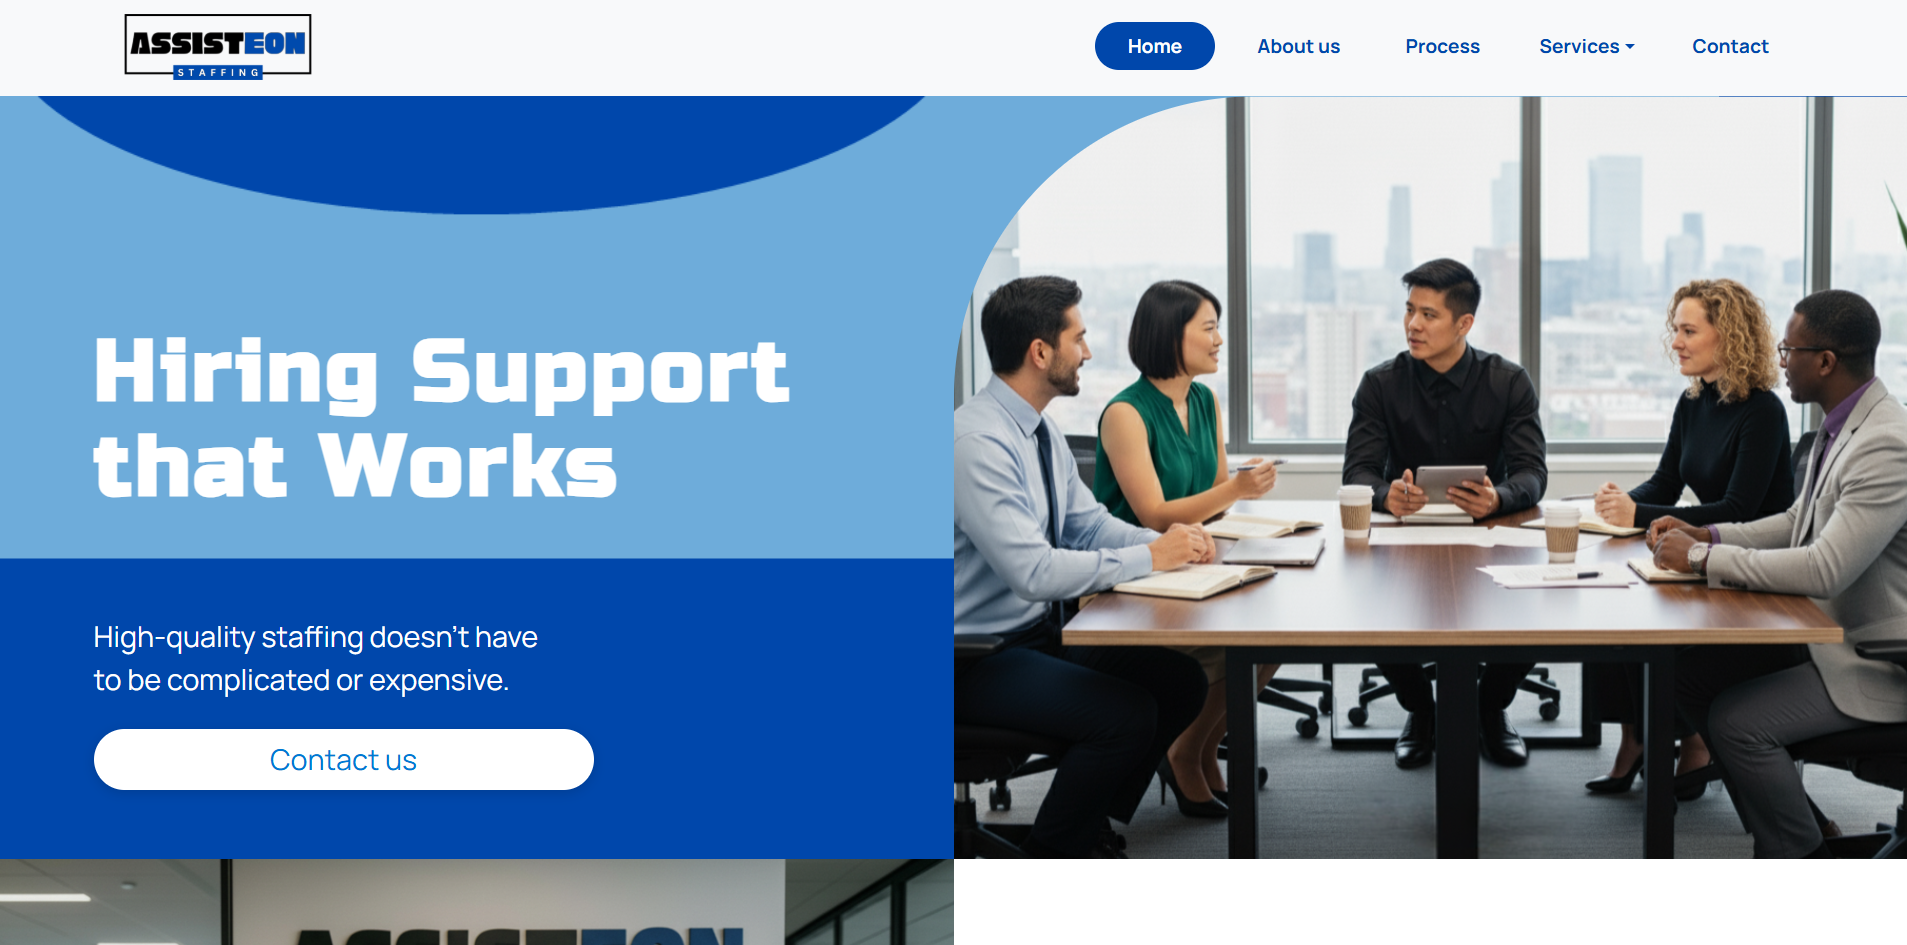 ASSISTEON
STAFFING
Home
About us
Process
Services
Contact
Hiring Support
that Works
High-quality staffing doesn't have
to be complicated or expensive.
Contact us
ASSISTEON